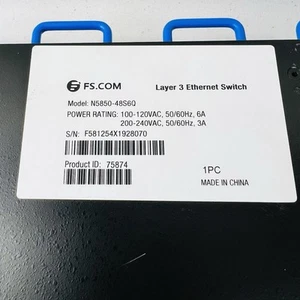 FS.COM Layer 3 Ethernet Switch
Model: N5850-48S6Q
POWER RATING: 100-120VAC, 50/60Hz, 6A
200-240VAC, 50/60Hz, 3A
S/N: F581254X1928070
Product ID: 75874
1PC
MADE IN CHINA